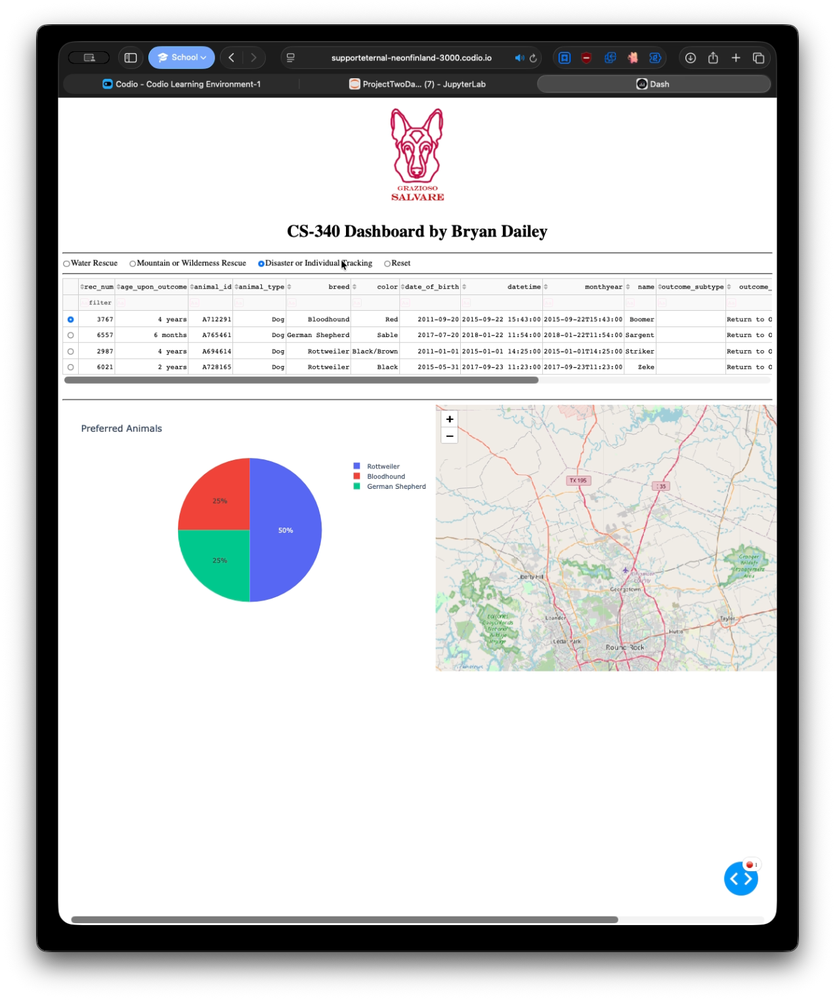 School
supporteternal-neonfinland-3000.codio.io
Codio - Codio Learning Environment-1
ProjectTwoDa... (7) - JupyterLab
Dash
GRAZIOSO
SALVARE
CS-340 Dashboard by Bryan Dailey
Water Rescue Mountain or Wilderness Rescue Disaster or Individual Tracking Reset
rec_num age_upon_outcome animal_id animal_type breed color date_of_birth datetime monthyear name outcome_subtype outcome_
filter
3767 4 years A712291 Dog Bloodhound Red 2011-09-20 2015-09-22 15:43:00 2015-09-22T15:43:00 Boomer Return to O
6557 6 months A765461 Dog German Shepherd Sable 2017-07-20 2018-01-22 11:54:00 2018-01-22T11:54:00 Sargent Return to O
2987 4 years A694614 Dog Rottweiler Black/Brown 2011-01-01 2015-01-01 14:25:00 2015-01-01T14:25:00 Striker Return to O
6021 2 years A728165 Dog Rottweiler Black 2015-05-31 2017-09-23 11:23:00 2017-09-23T11:23:00 Zeke Return to O
Preferred Animals
Rottweiler
Bloodhound
German Shepherd
25%
50%
25%
+
−
TX 195
I 35
Granger
Wildlife
Management
Area
Liberty Hill
Georgetown
Balcones
Canyonlands
National
Wildlife
Refuge
Leander
Taylor
Hutto
Cedar Park
Round Rock
1